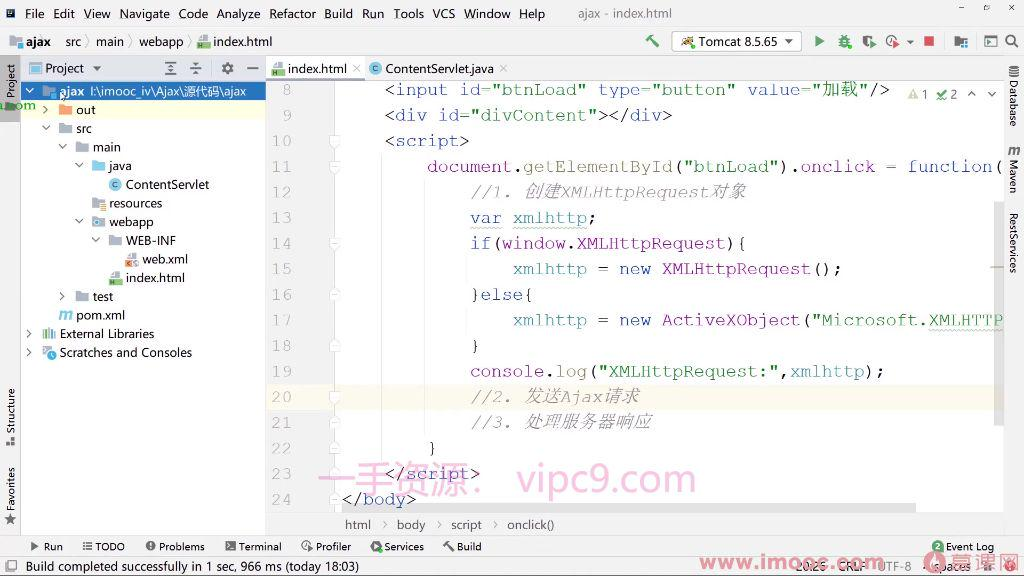 File Edit View Navigate Code Analyze Refactor Build Run Tools VCS Window Help ajax - index.html
ajax src main webapp index.html Tomcat 8.5.65
Project index.html ContentServlet.java
ajax I:\imooc_iv\Ajax\源代码\ajax
out
src
main
java
ContentServlet
resources
webapp
WEB-INF
web.xml
index.html
test
pom.xml
External Libraries
Scratches and Consoles
Project
Structure
Favorites
8 <input id="btnLoad" type="button" value="加载"/> 1 2
9 <div id="divContent"></div>
10 <script>
11 document.getElementById("btnLoad").onclick = function(
12 //1. 创建XMLHttpRequest对象
13 var xmlhttp;
14 if(window.XMLHttpRequest){
15 xmlhttp = new XMLHttpRequest();
16 }else{
17 xmlhttp = new ActiveXObject("Microsoft.XMLHTTP
18 }
19 console.log("XMLHttpRequest:",xmlhttp);
20 //2. 发送Ajax请求
21 //3. 处理服务器响应
22 }
23 </script>
24 </body>
一手资源: vipc9.com
html body script onclick()
Database
Maven
RestServices
Run TODO Problems Terminal Profiler Services Build 2 Event Log
Build completed successfully in 1 sec, 966 ms (today 18:03) 20:26 CRLF UTF-8 4 spaces
www.imooc.com 慕课网